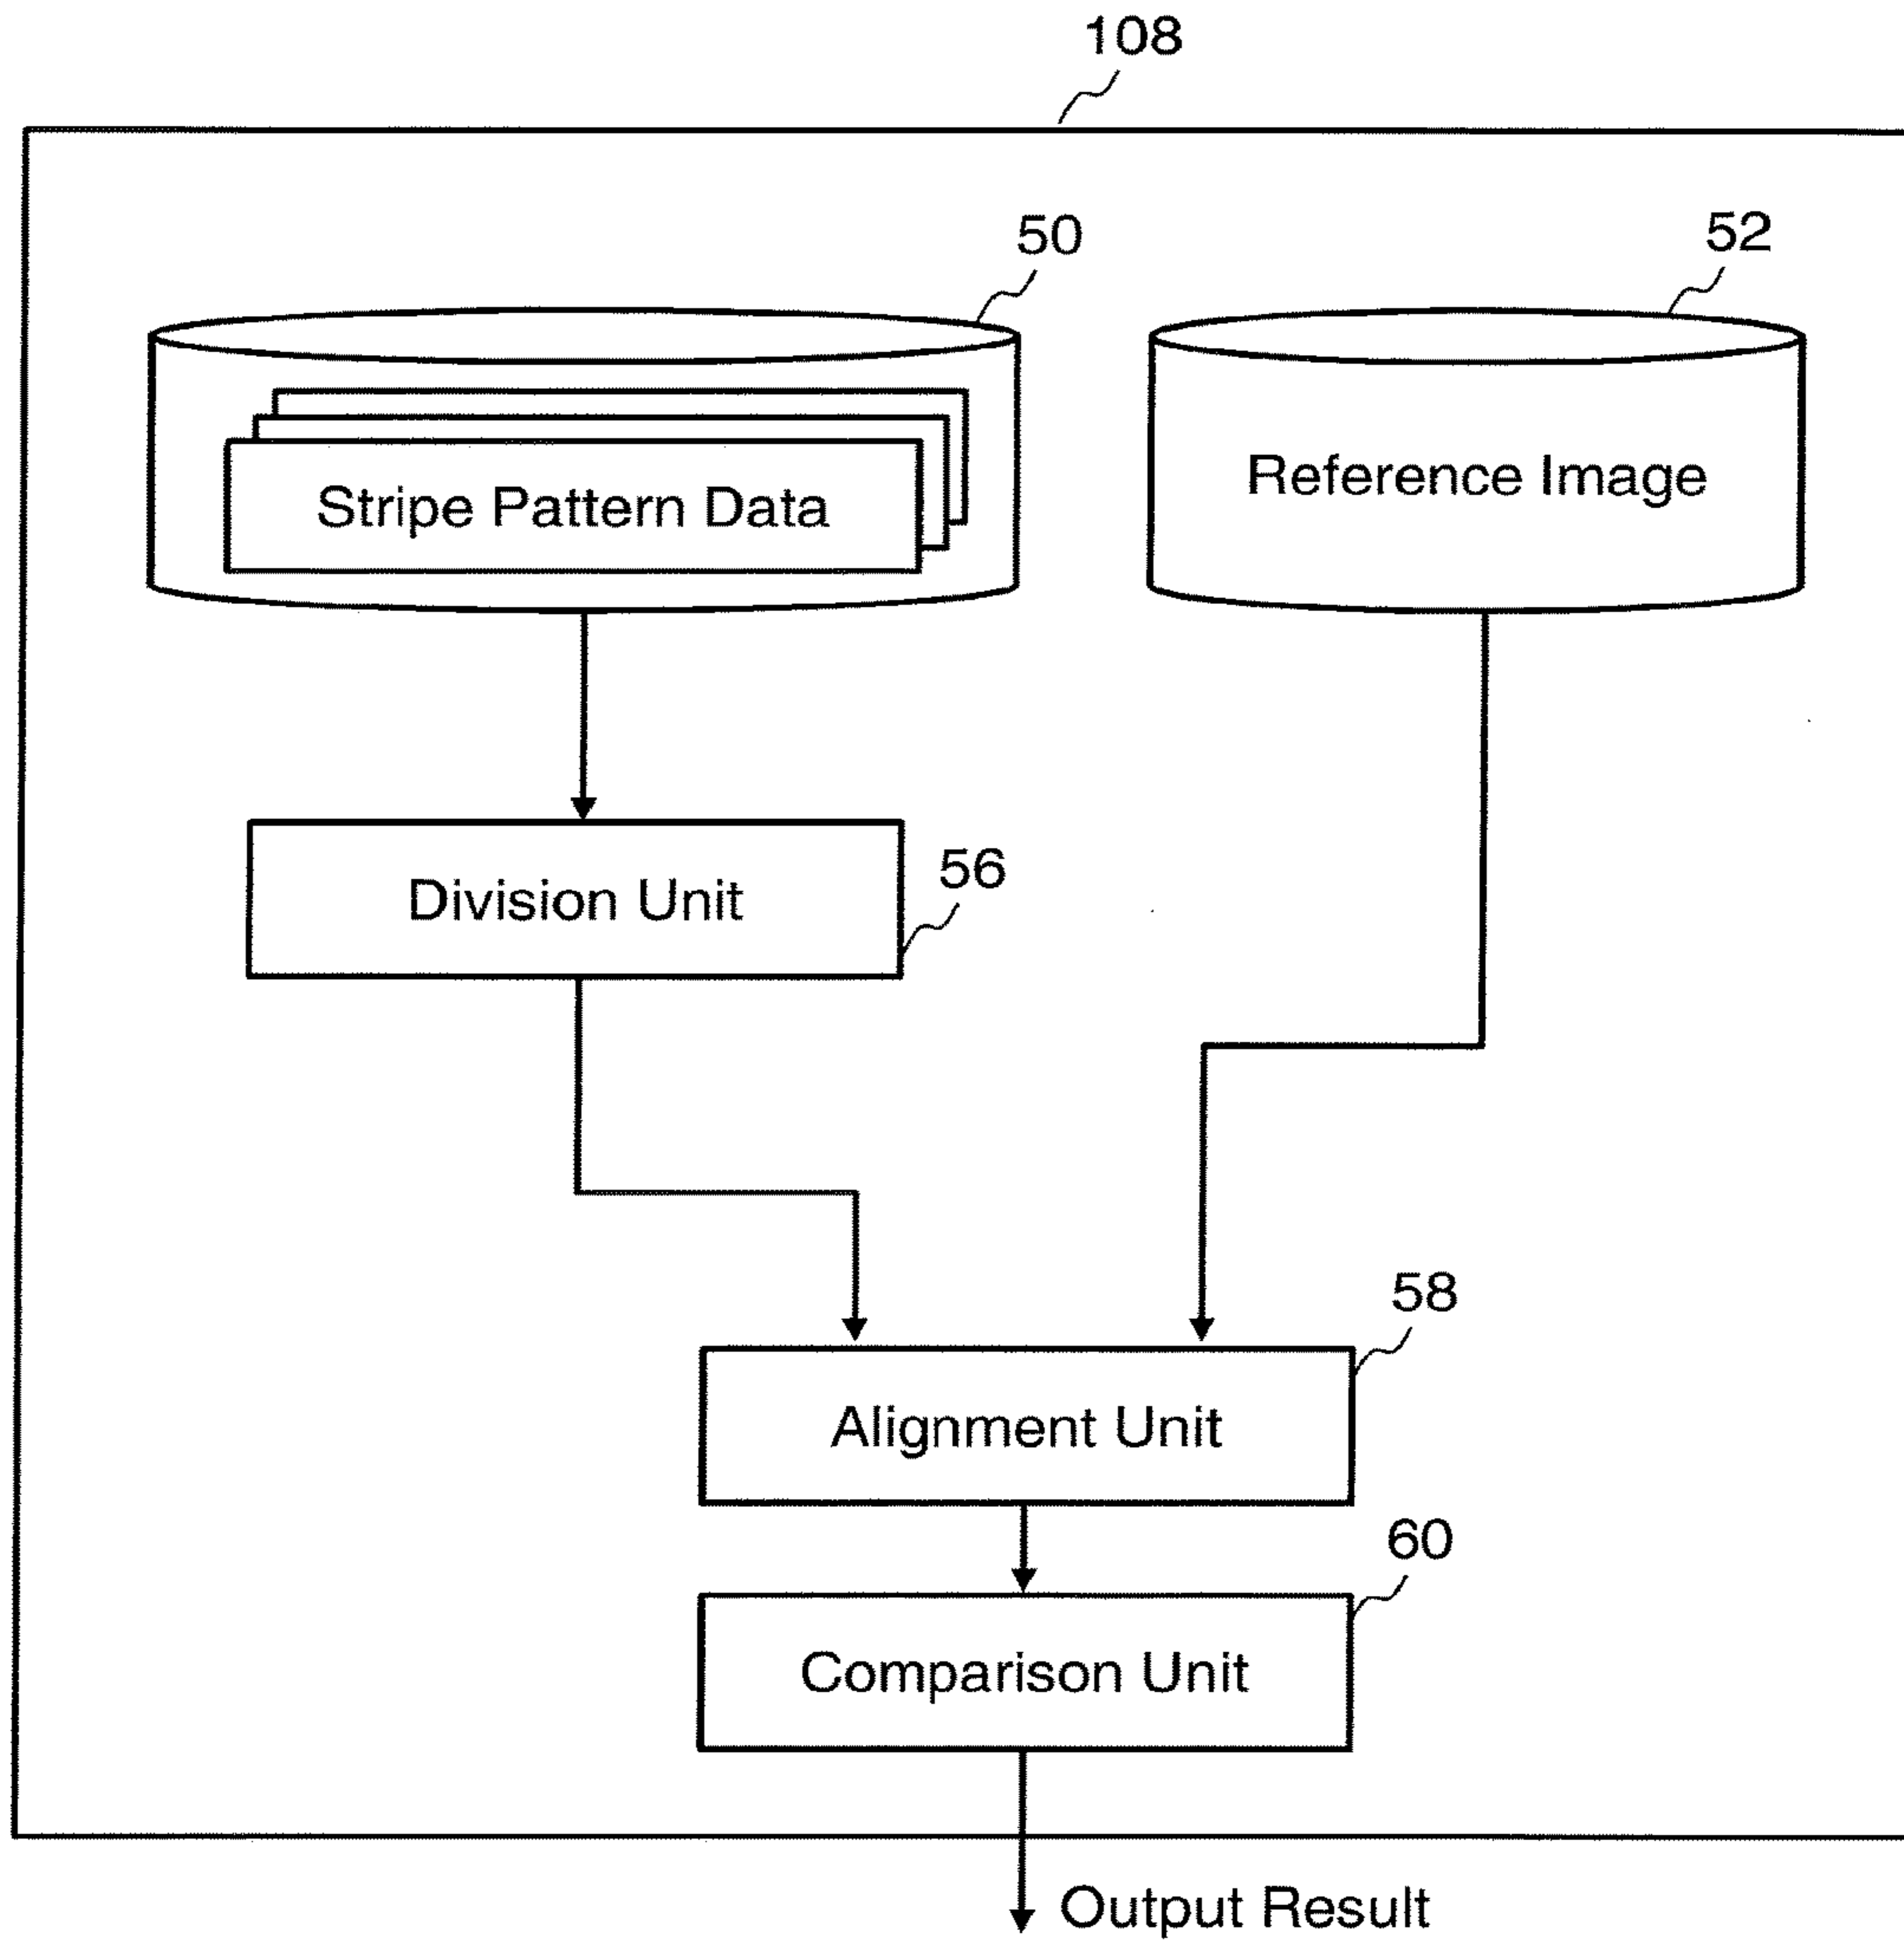 108
50
52
Stripe Pattern Data
Reference Image
Division Unit
56
58
Alignment Unit
60
Comparison Unit
Output Result